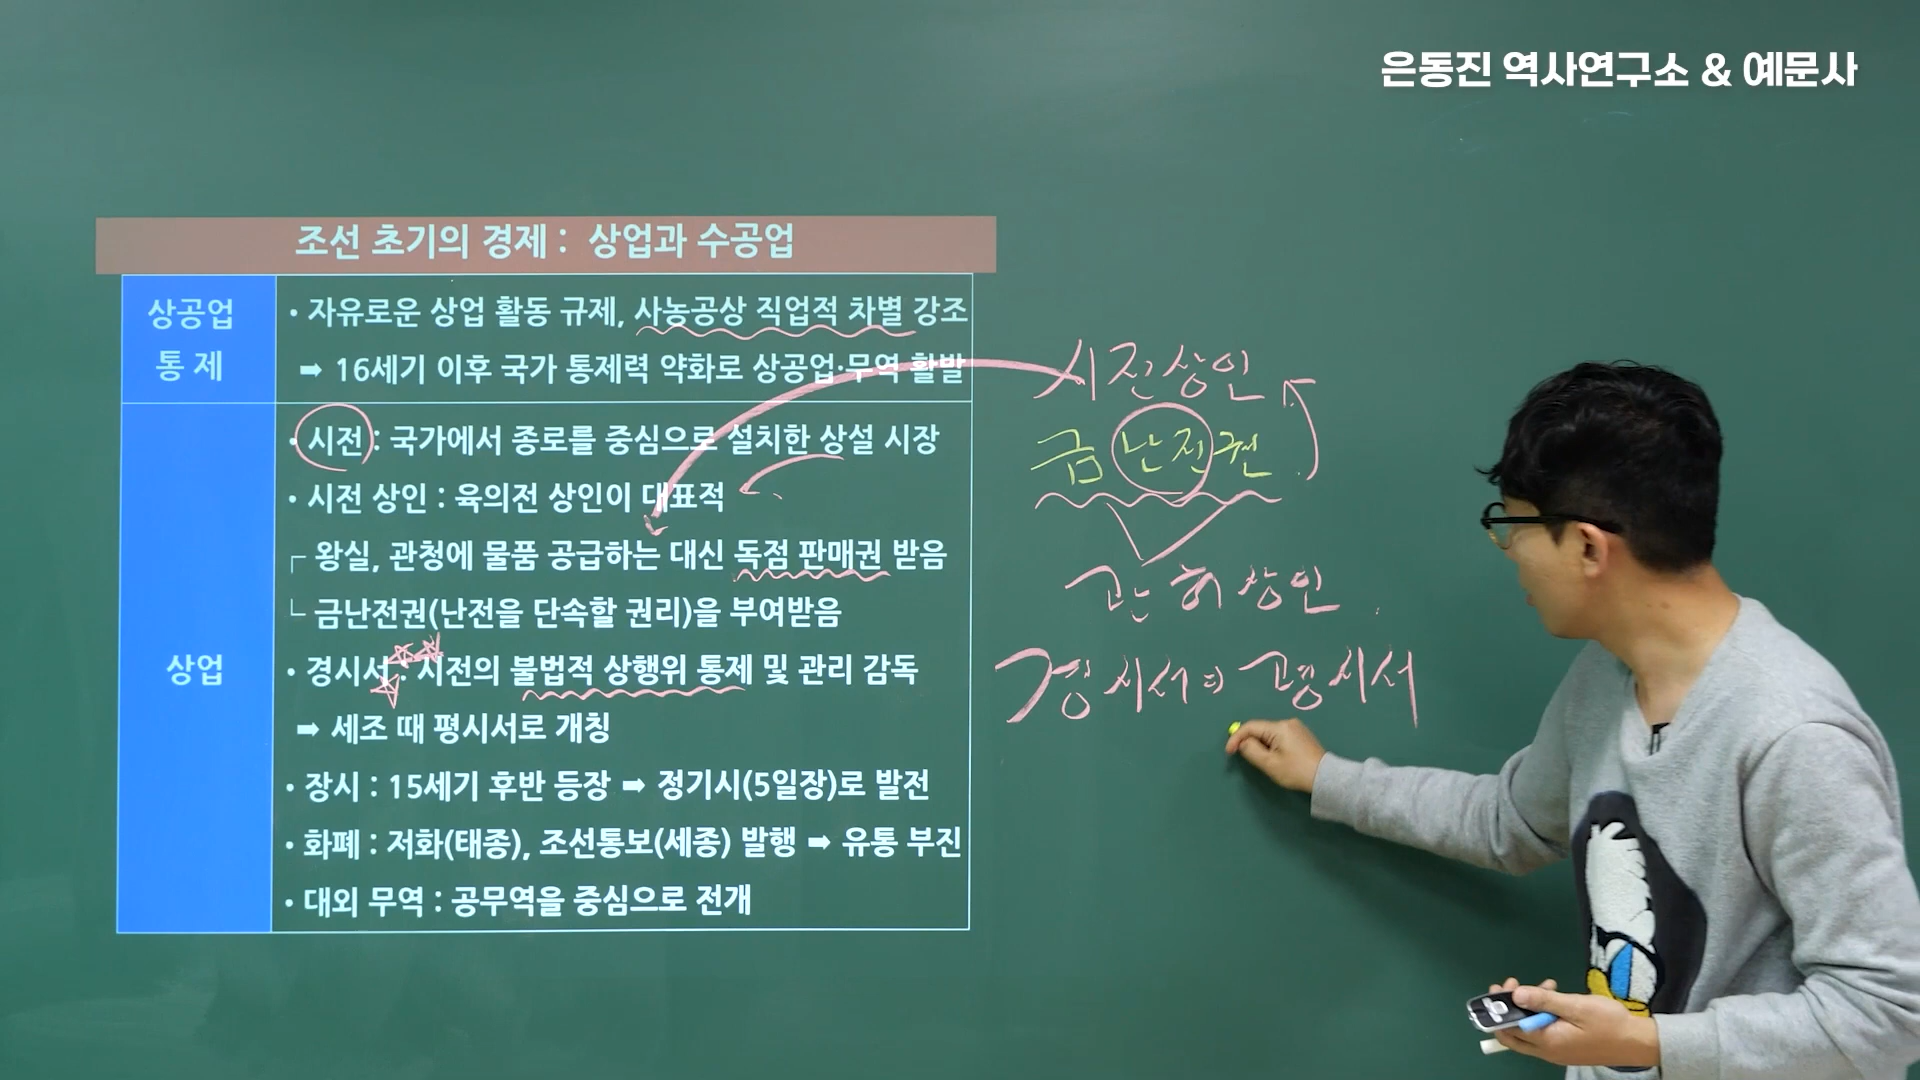 은동진 역사연구소 & 예문사
조선 초기의 경제 : 상업과 수공업
상공업
통 제
• 자유로운 상업 활동 규제, 사농공상 직업적 차별 강조
➡ 16세기 이후 국가 통제력 약화로 상공업·무역 활발
상업
• 시전 : 국가에서 종로를 중심으로 설치한 상설 시장
• 시전 상인 : 육의전 상인이 대표적
┌ 왕실, 관청에 물품 공급하는 대신 독점 판매권 받음
└ 금난전권(난전을 단속할 권리)을 부여받음
• 경시서 : 시전의 불법적 상행위 통제 및 관리 감독
➡ 세조 때 평시서로 개칭
• 장시 : 15세기 후반 등장 ➡ 정기시(5일장)로 발전
• 화폐 : 저화(태종), 조선통보(세종) 발행 ➡ 유통 부진
• 대외 무역 : 공무역을 중심으로 전개
시전상인
금난전권
관허상인
경시서⇒평시서